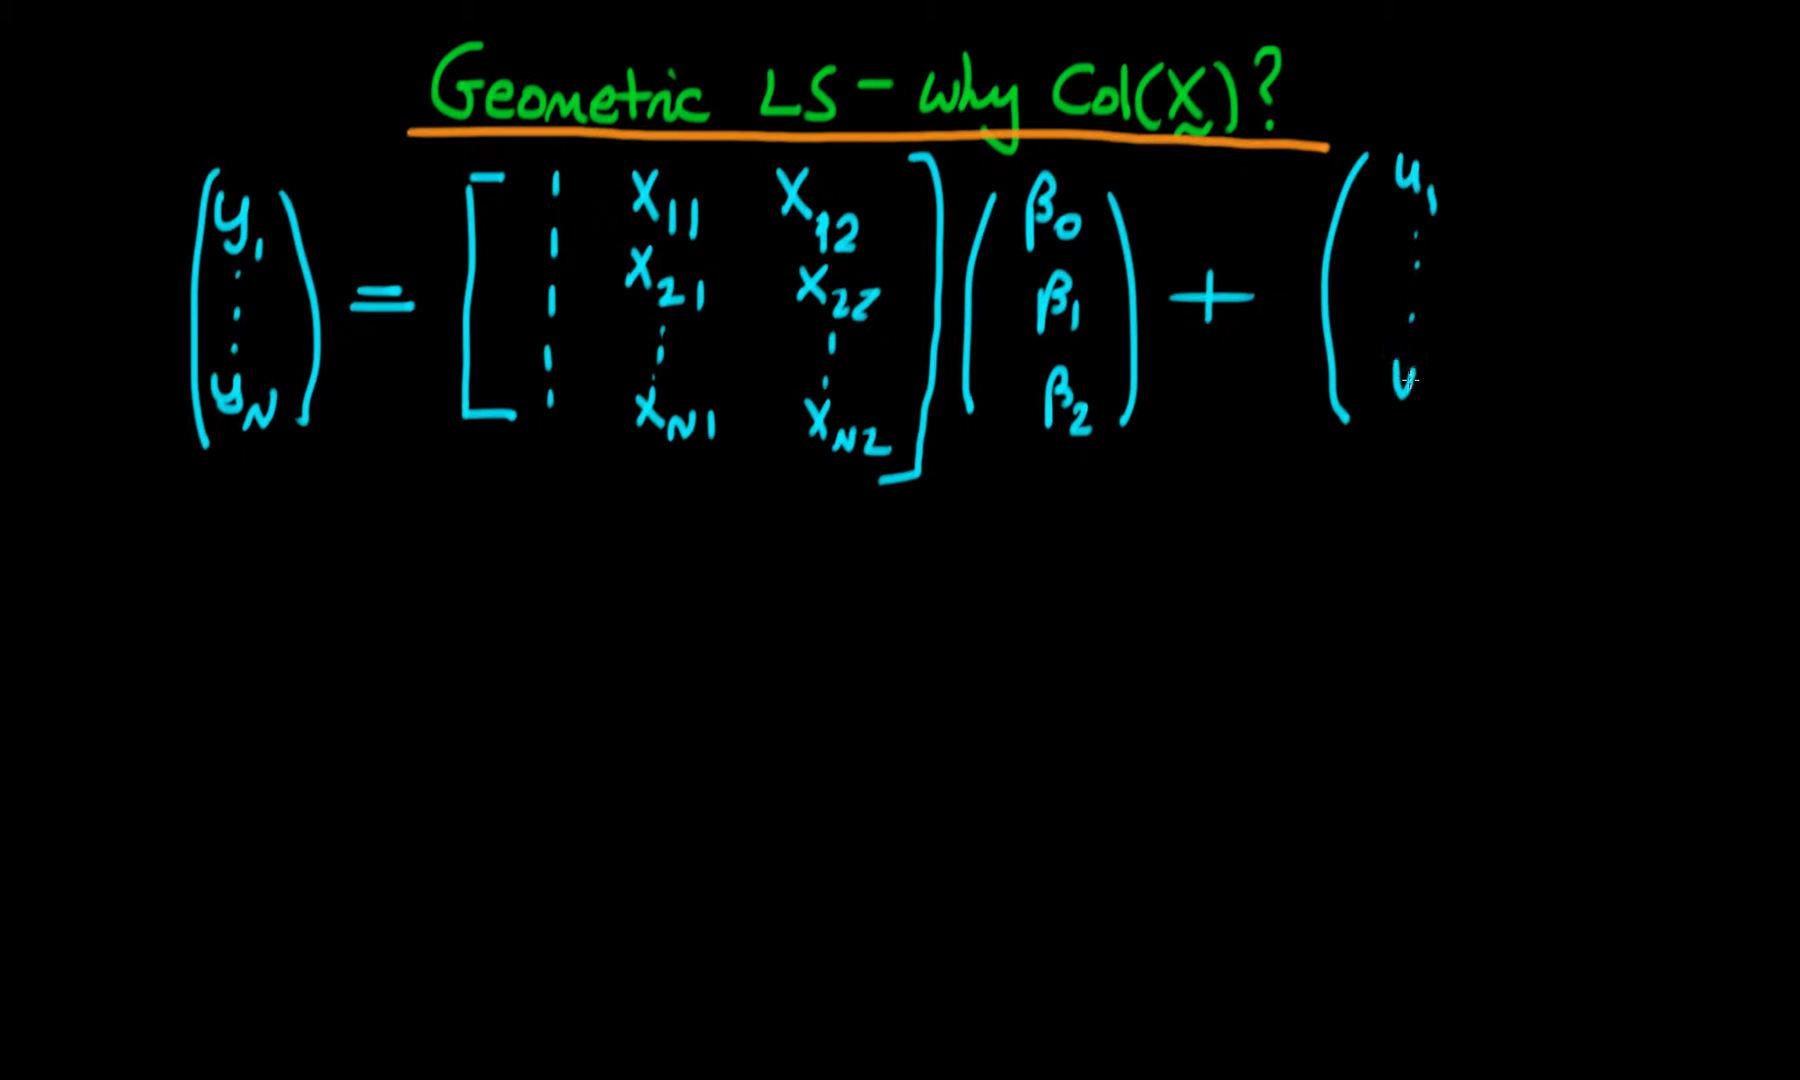 Geometric LS - why Col(X)?
y1 = 1 x11 x12 β0 + u1
⋮ 1 x21 x22 β1 ⋮
⋮ 1 ⋮ ⋮
yN 1 xN1 xN2 β2 u